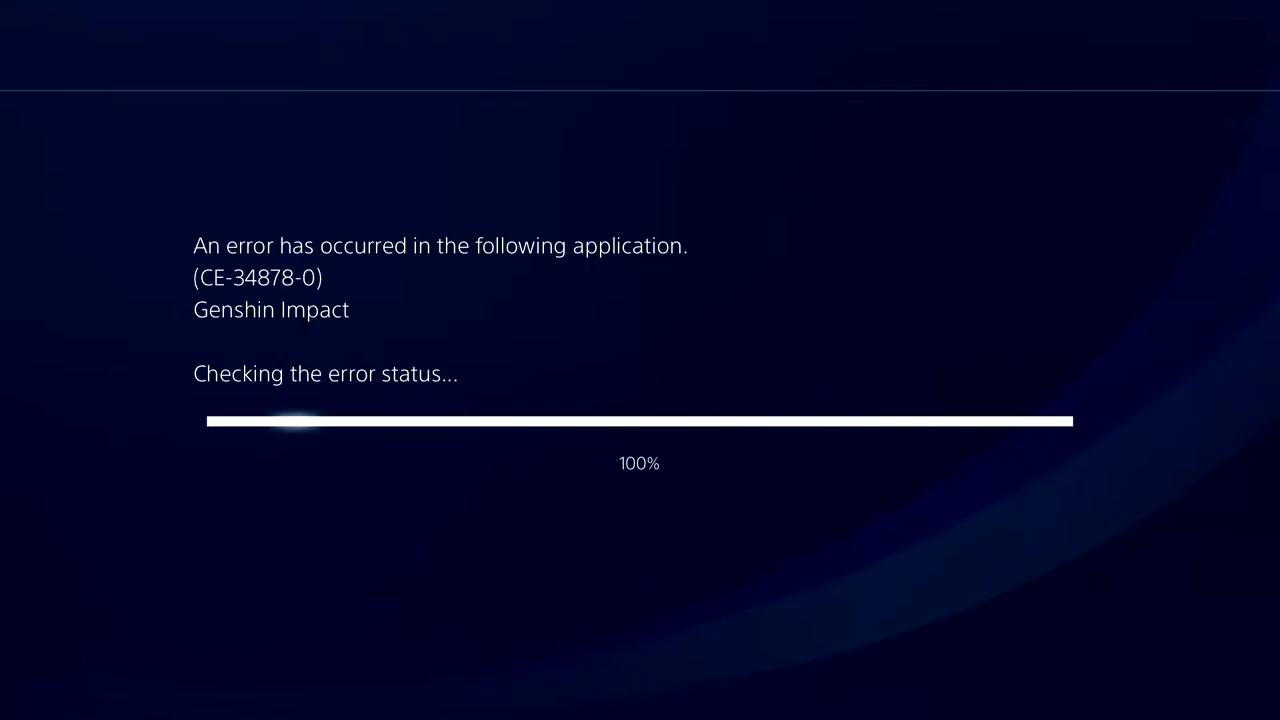 An error has occurred in the following application.
(CE-34878-0)
Genshin Impact
Checking the error status...
100%